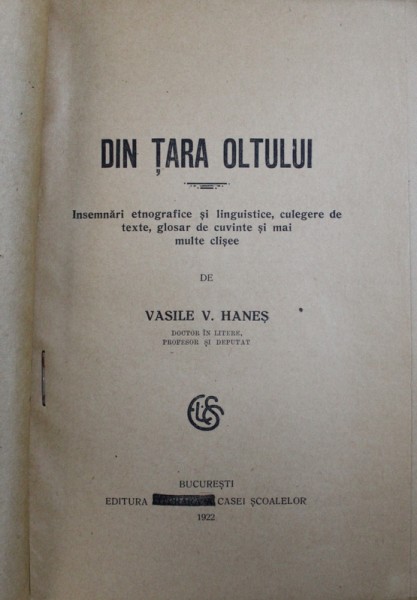 DIN ȚARA OLTULUI
Insemnări etnografice și linguistice, culegere de
texte, glosar de cuvinte și mai
multe clișee
DE
VASILE V. HANEȘ
DOCTOR ÎN LITERE,
PROFESOR ȘI DEPUTAT
BUCUREȘTI
EDITURA CASEI ȘCOALELOR
1922